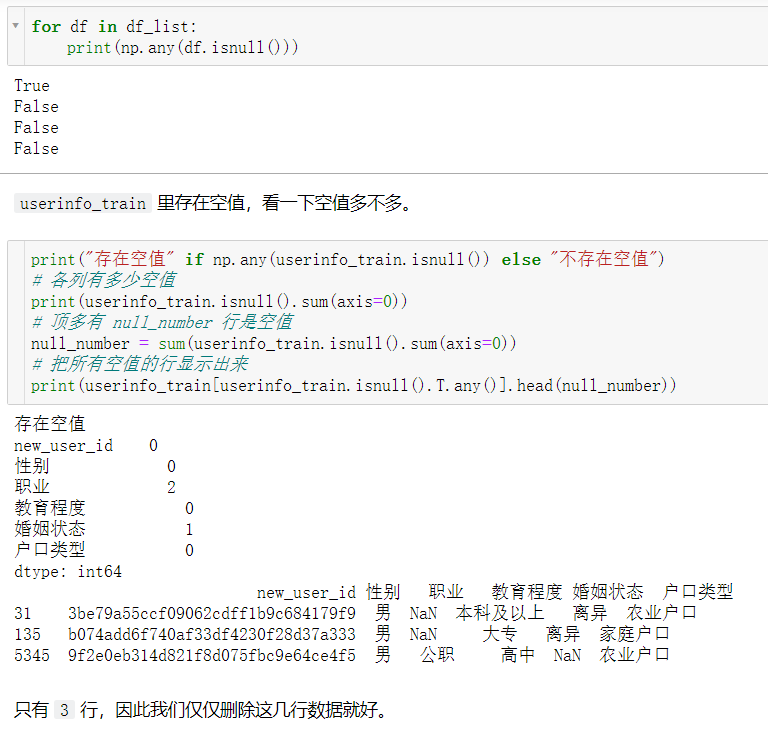 for df in df_list:
    print(np.any(df.isnull()))
True
False
False
False
userinfo_train 里存在空值，看一下空值多不多。
print("存在空值" if np.any(userinfo_train.isnull()) else "不存在空值")
# 各列有多少空值
print(userinfo_train.isnull().sum(axis=0))
# 顶多有 null_number 行是空值
null_number = sum(userinfo_train.isnull().sum(axis=0))
# 把所有空值的行显示出来
print(userinfo_train[userinfo_train.isnull().T.any()].head(null_number))
存在空值
new_user_id    0
性别             0
职业             2
教育程度           0
婚姻状态           1
户口类型           0
dtype: int64
new_user_id 性别   职业   教育程度 婚姻状态  户口类型
31    3be79a55ccf09062cdff1b9c684179f9  男  NaN  本科及以上   离异  农业户口
135   b074add6f740af33df4230f28d37a333  男  NaN     大专   离异  家庭户口
5345  9f2e0eb314d821f8d075fbc9e64ce4f5  男   公职     高中  NaN  农业户口
只有 3 行，因此我们仅仅删除这几行数据就好。